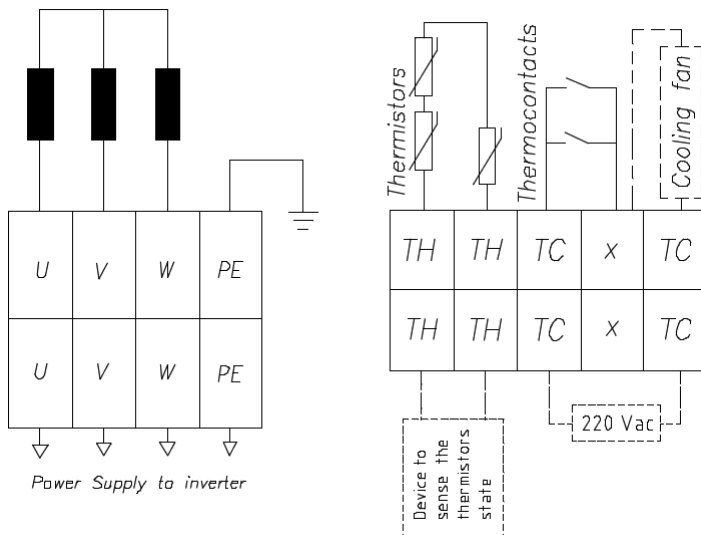 Thermistors
Thermocontacts
Cooling fan
U V W PE
U V W PE
Power Supply to inverter
TH TH TC x TC
TH TH TC x TC
Device to
sense the
thermistors
state
220 Vac